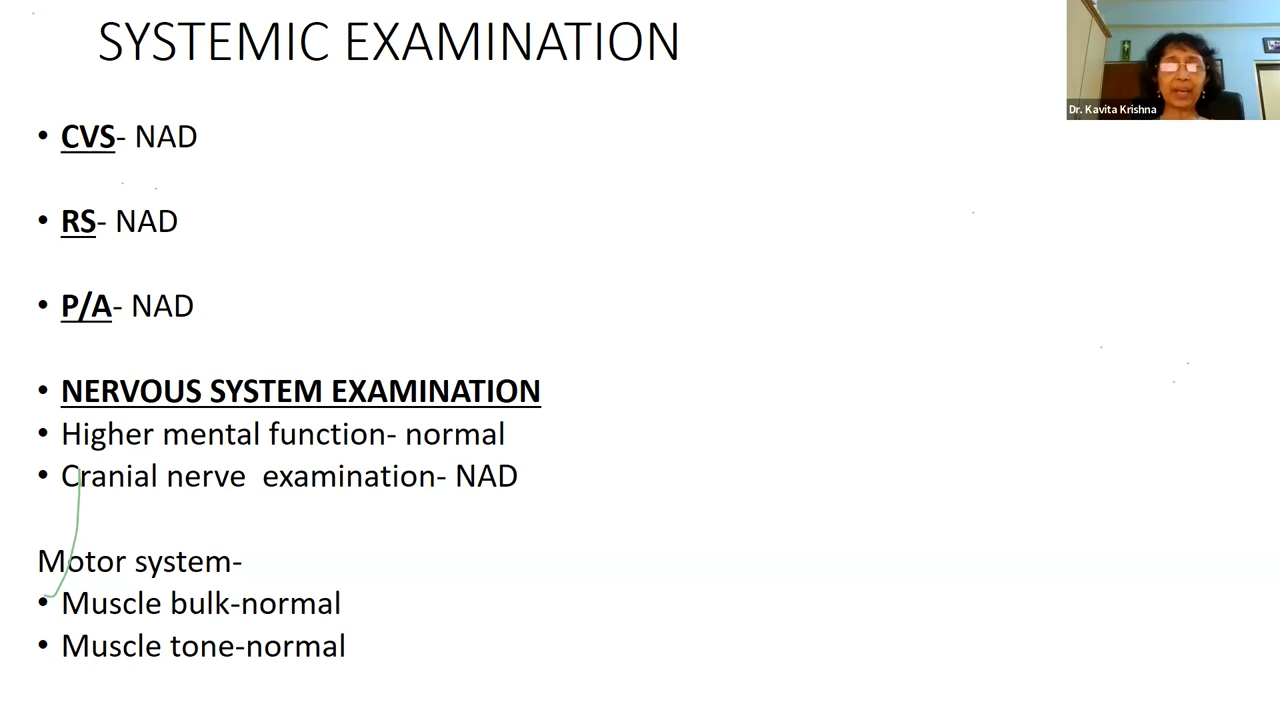 SYSTEMIC EXAMINATION
Dr. Kavita Krishna
• CVS- NAD
• RS- NAD
• P/A- NAD
• NERVOUS SYSTEM EXAMINATION
• Higher mental function- normal
• Cranial nerve  examination- NAD
Motor system-
• Muscle bulk-normal
• Muscle tone-normal